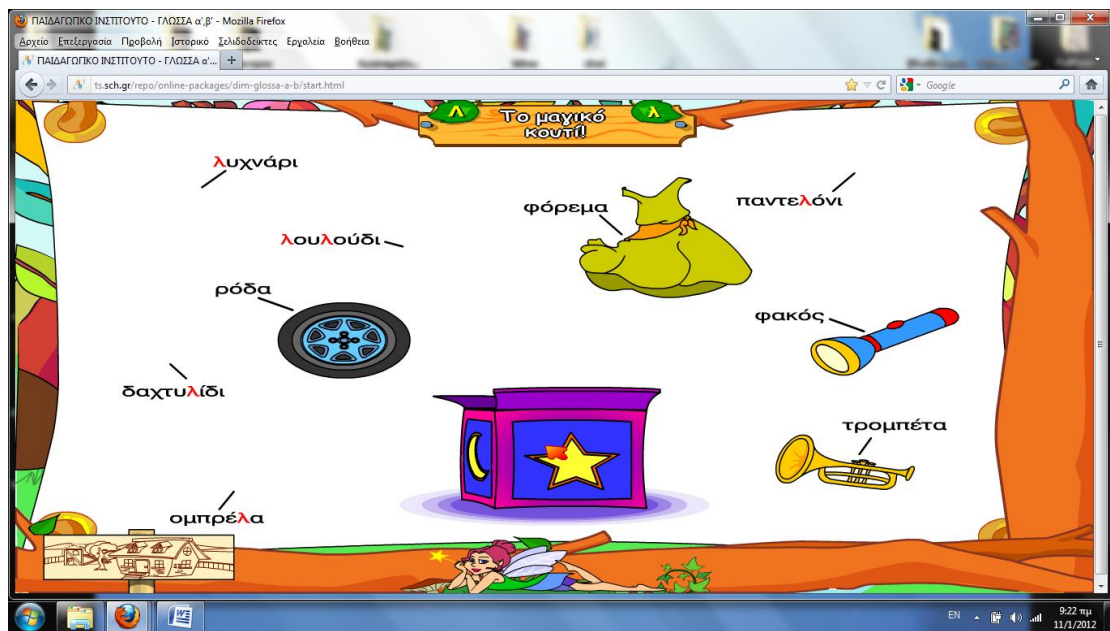 ΠΑΙΔΑΓΩΓΙΚΟ ΙΝΣΤΙΤΟΥΤΟ - ΓΛΩΣΣΑ α',β' - Mozilla Firefox
Αρχείο Επεξεργασία Προβολή Ιστορικό Σελιδοδείκτες Εργαλεία Βοήθεια
ΠΑΙΔΑΓΩΓΙΚΟ ΙΝΣΤΙΤΟΥΤΟ - ΓΛΩΣΣΑ α'...
ts.sch.gr/repo/online-packages/dim-glossa-a-b/start.html
Google
Λ Το μαγικό κουτί! λ
λυχνάρι
φόρεμα
παντελόνι
λουλούδι
ρόδα
φακός
δαχτυλίδι
τρομπέτα
ομπρέλα
EN
9:22 πμ
11/1/2012